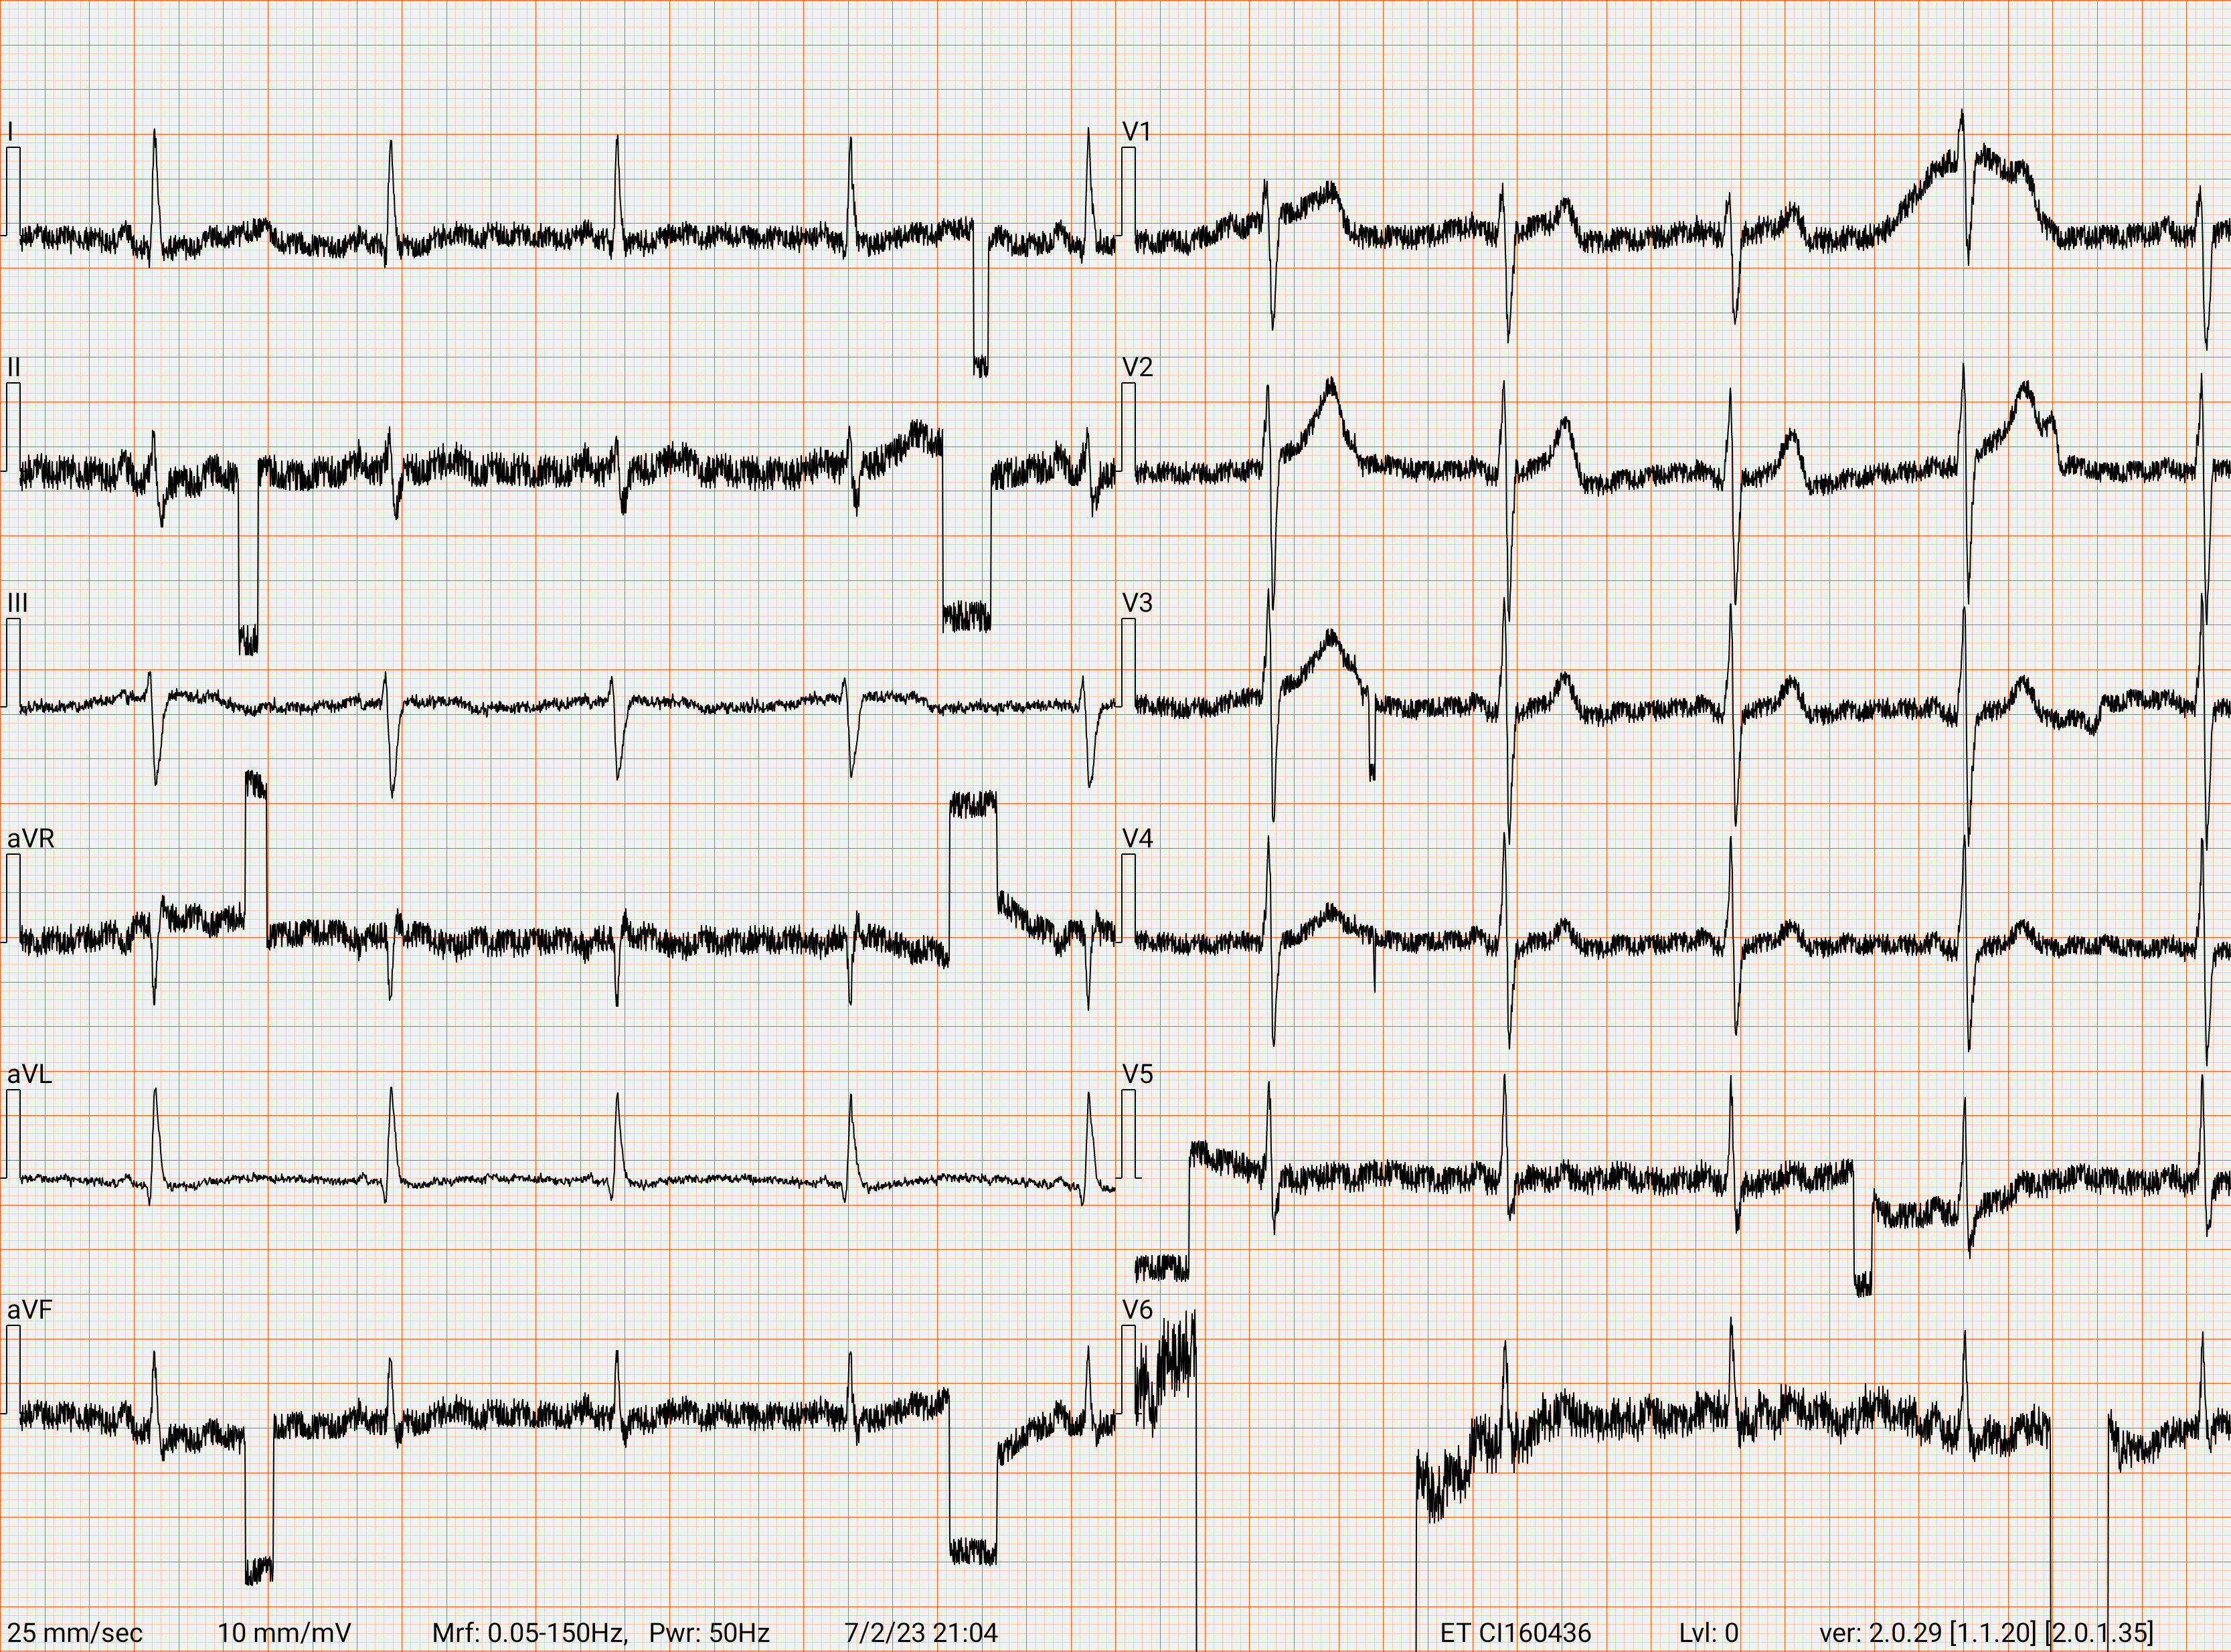 I V1
II V2
III V3
aVR V4
aVL V5
aVF V6
25 mm/sec 10 mm/mV Mrf: 0.05-150Hz, Pwr: 50Hz 7/2/23 21:04 ET CI160436 Lvl: 0 ver: 2.0.29 [1.1.20] [2.0.1.35]